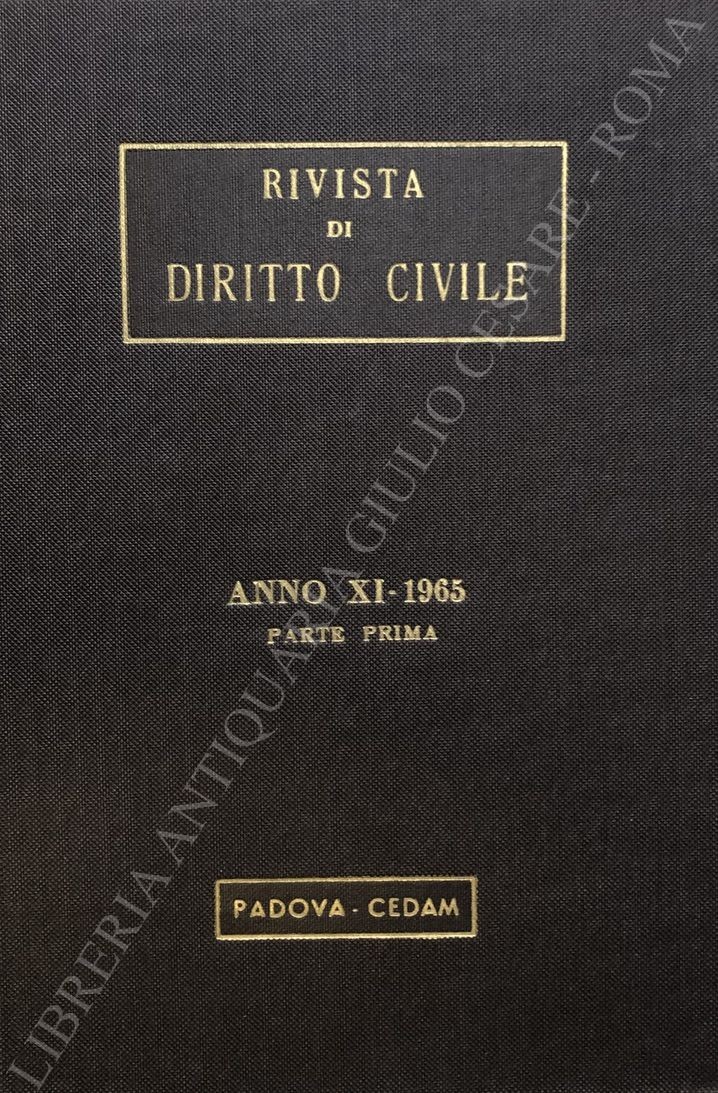 RIVISTA
DI
DIRITTO CIVILE
ANNO XI - 1965
PARTE PRIMA
PADOVA - CEDAM
LIBRERIA ANTIQUARIA GIULIO CESARE - ROMA